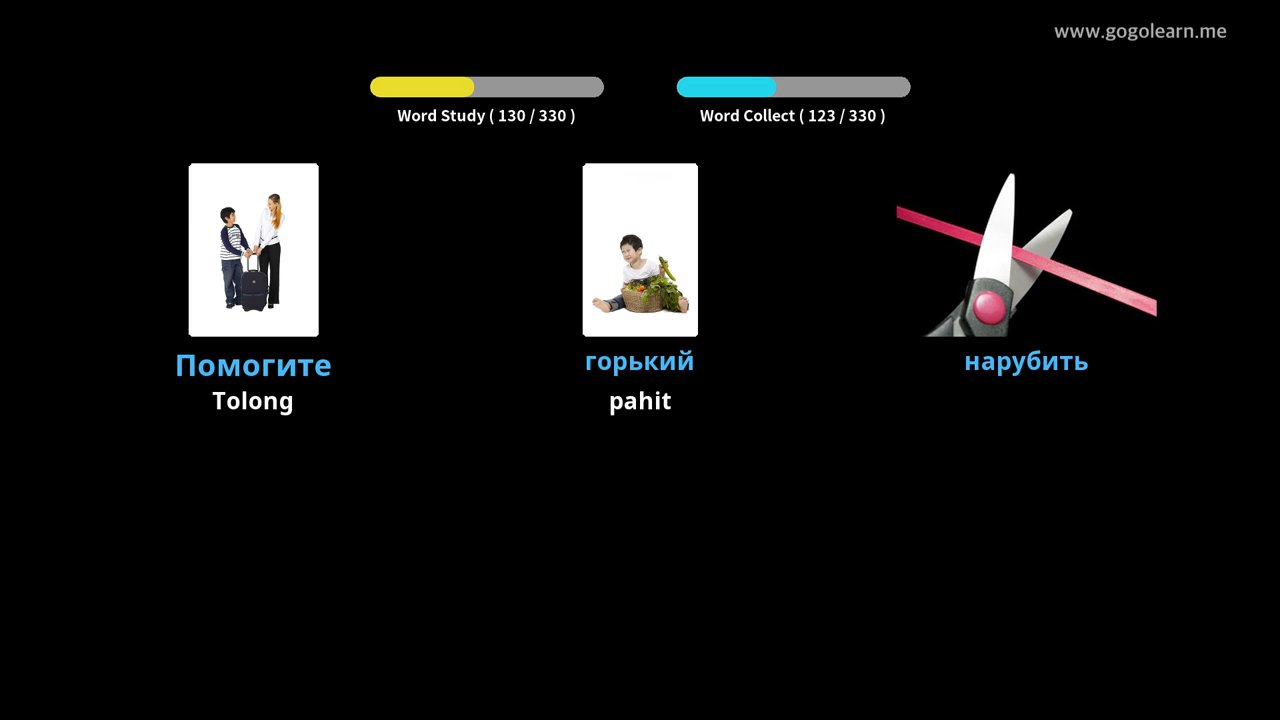 www.gogolearn.me
Word Study ( 130 / 330 )
Word Collect ( 123 / 330 )
Помогите
Tolong
горький
pahit
нарубить